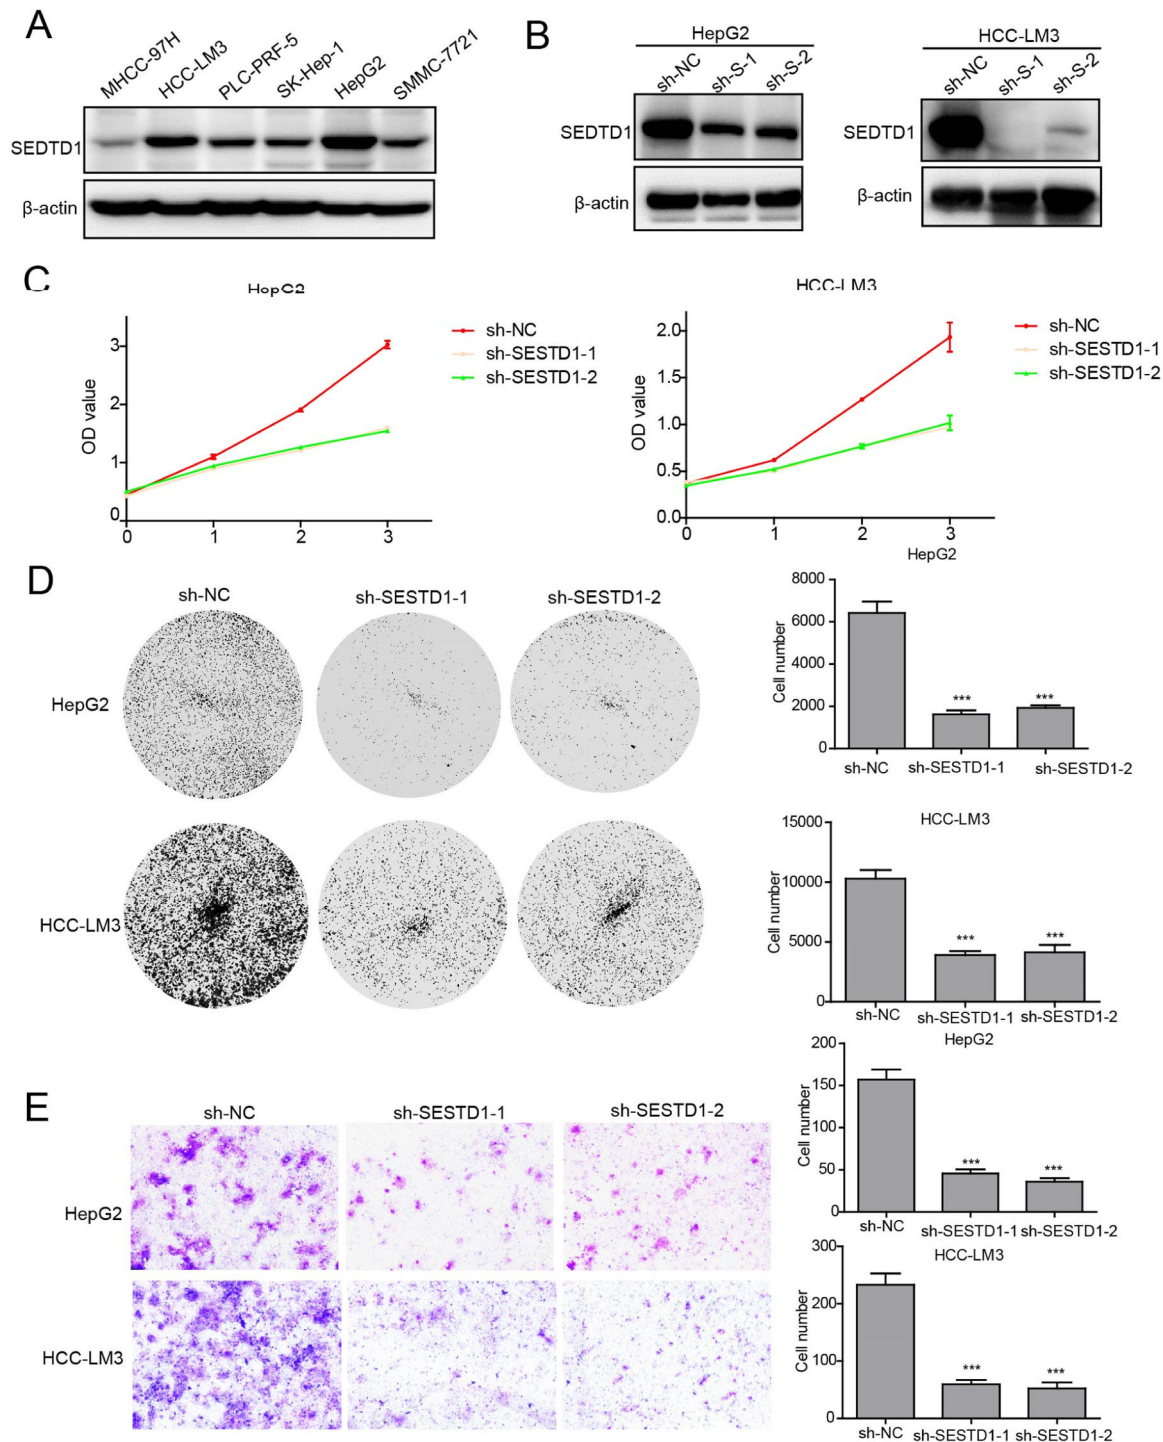 A
MHCC-97H HCC-LM3 PLC-PRF-5 SK-Hep-1 HepG2 SMMC-7721
SEDTD1
β-actin
B
HepG2
sh-NC sh-S-1 sh-S-2
SEDTD1
β-actin
HCC-LM3
sh-NC sh-S-1 sh-S-2
SEDTD1
β-actin
C
HepG2
OD value
3
2
1
0
0 1 2 3
sh-NC
sh-SESTD1-1
sh-SESTD1-2
HCC-LM3
OD value
2.0
1.5
1.0
0.5
0.0
0 1 2 3
sh-NC
sh-SESTD1-1
sh-SESTD1-2
D
sh-NC sh-SESTD1-1 sh-SESTD1-2
HepG2
HCC-LM3
HepG2
Cell number
8000
6000
4000
2000
0
*** ***
sh-NC sh-SESTD1-1 sh-SESTD1-2
HCC-LM3
Cell number
15000
10000
5000
0
*** ***
sh-NC sh-SESTD1-1 sh-SESTD1-2
E
sh-NC sh-SESTD1-1 sh-SESTD1-2
HepG2
HCC-LM3
HepG2
Cell number
200
150
100
50
0
*** ***
sh-NC sh-SESTD1-1 sh-SESTD1-2
HCC-LM3
Cell number
300
200
100
0
*** ***
sh-NC sh-SESTD1-1 sh-SESTD1-2